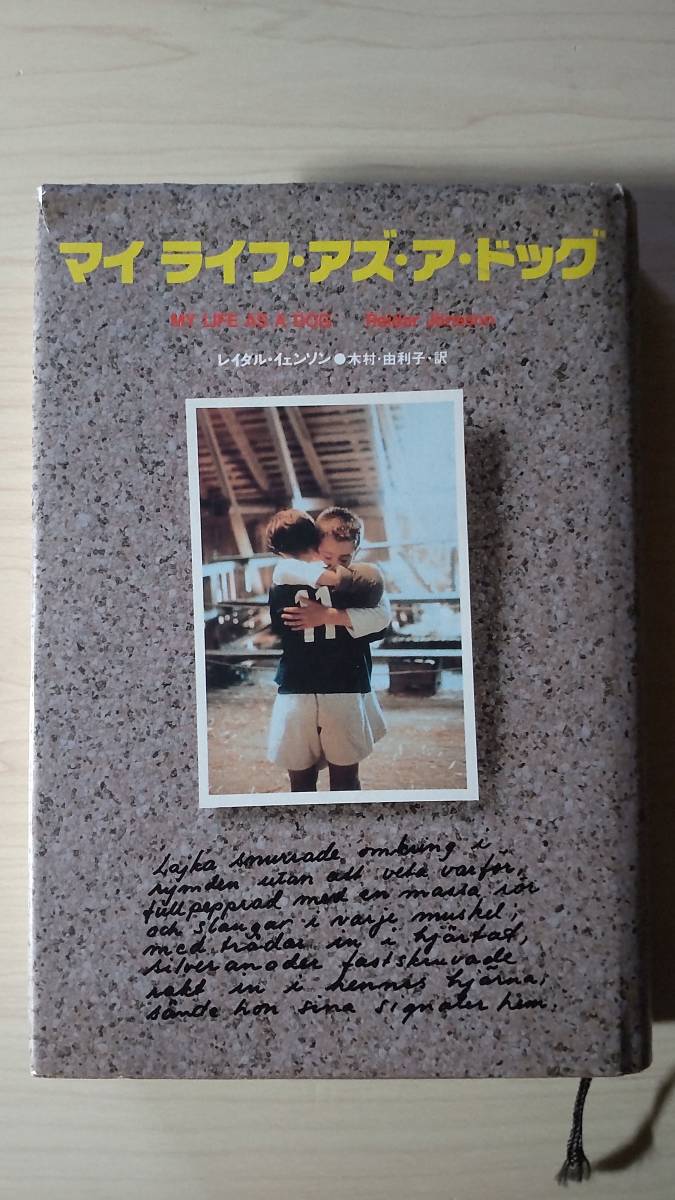 マイ ライフ・アズ・ア・ドッグ
MY LIFE AS A DOG Reidar Jönsson
レイダル・イェンソン●木村・由利子・訳
11
Lajka snurrade omkring i
rymden utan att veta varför,
fullpepprad med en massa rör
och slangar i varje muskel;
med trådar in i hjärtat,
silveranoder fastskruvade
rakt in i hennes hjärna;
sände hon sina signaler hem.